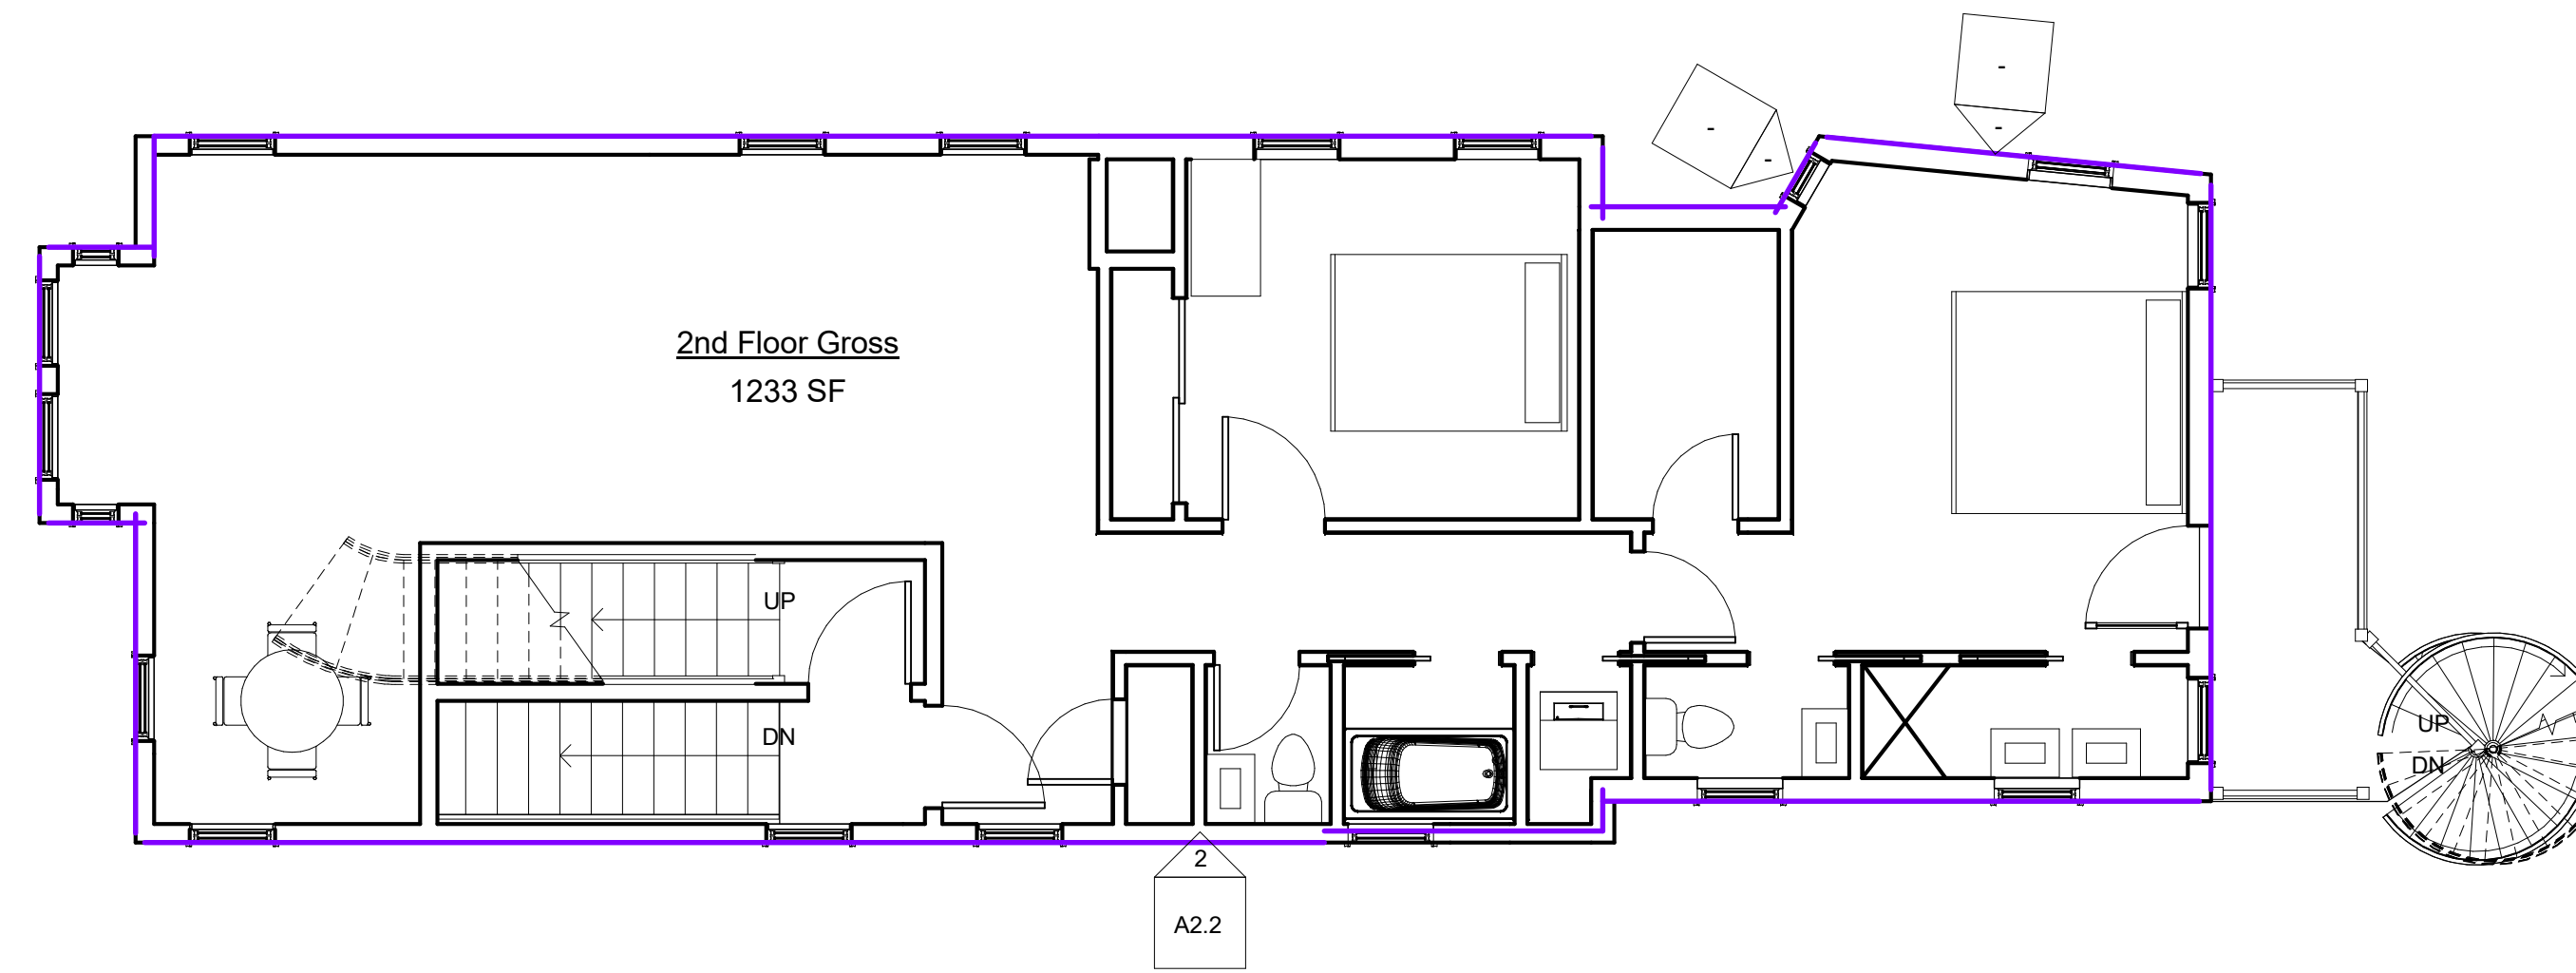 -
-
-
-
2nd Floor Gross
1233 SF
UP
DN
UP
DN
2
A2.2